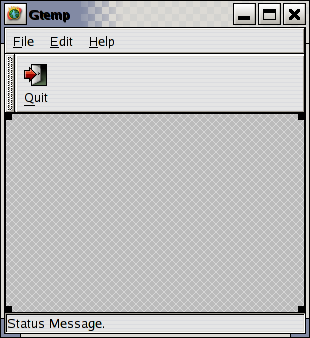 Gtemp
File Edit Help
Quit
Status Message.